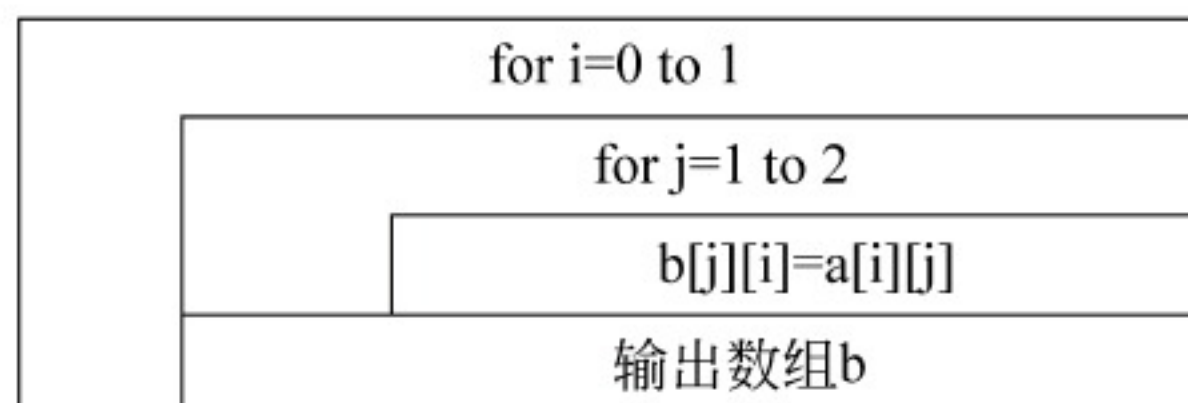 for i=0 to 1
for j=1 to 2
b[j][i]=a[i][j]
输出数组b